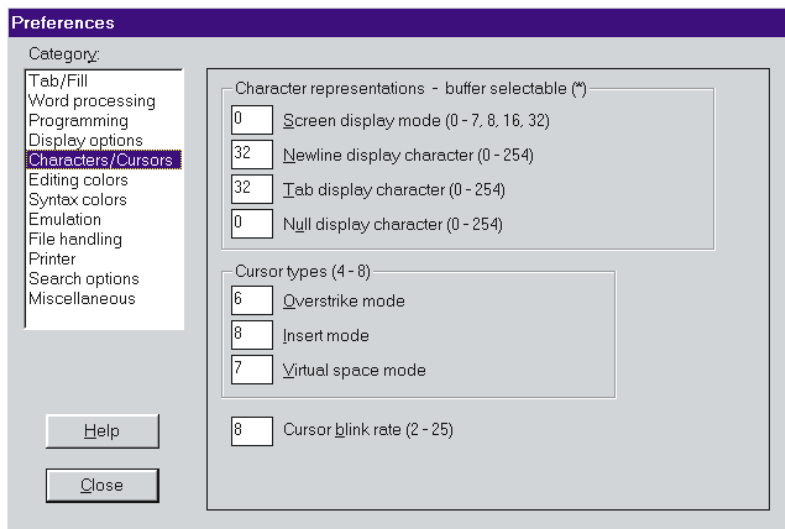 Preferences
Category:
Tab/Fill
Word processing
Programming
Display options
Characters/Cursors
Editing colors
Syntax colors
Emulation
File handling
Printer
Search options
Miscellaneous
Help
Close
Character representations - buffer selectable (*)
0 Screen display mode (0 - 7, 8, 16, 32)
32 Newline display character (0 - 254)
32 Tab display character (0 - 254)
0 Null display character (0 - 254)
Cursor types (4 - 8)
6 Overstrike mode
8 Insert mode
7 Virtual space mode
8 Cursor blink rate (2 - 25)